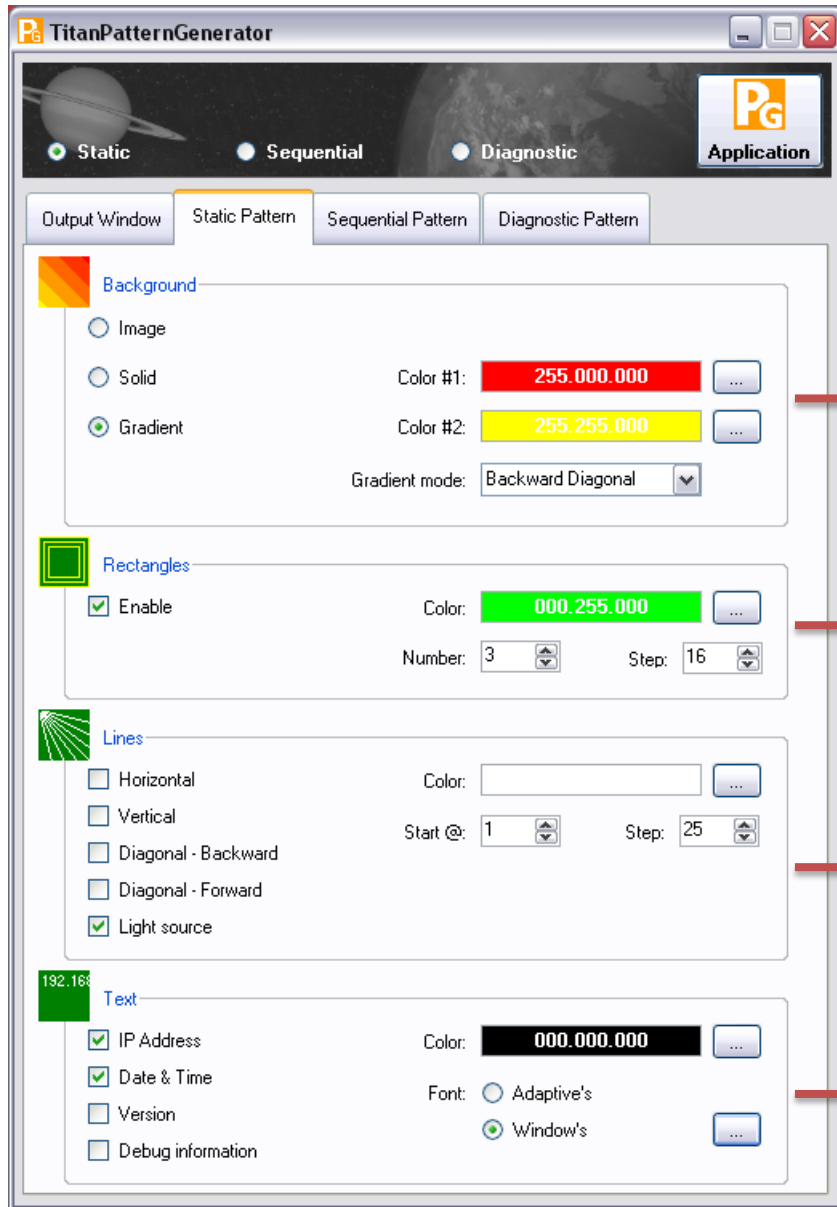 PG TitanPatternGenerator
PG
Static Sequential Diagnostic Application
Output Window Static Pattern Sequential Pattern Diagnostic Pattern
Background
Image
Solid Color #1: 255.000.000 ...
Gradient Color #2: 255.255.000 ...
Gradient mode: Backward Diagonal
Rectangles
Enable Color: 000.255.000 ...
Number: 3 Step: 16
Lines
Horizontal Color: ...
Vertical
Start @: 1 Step: 25
Diagonal - Backward
Diagonal - Forward
Light source
192.168
Text
IP Address Color: 000.000.000 ...
Date & Time
Font: Adaptive's
Version
Window's ...
Debug information